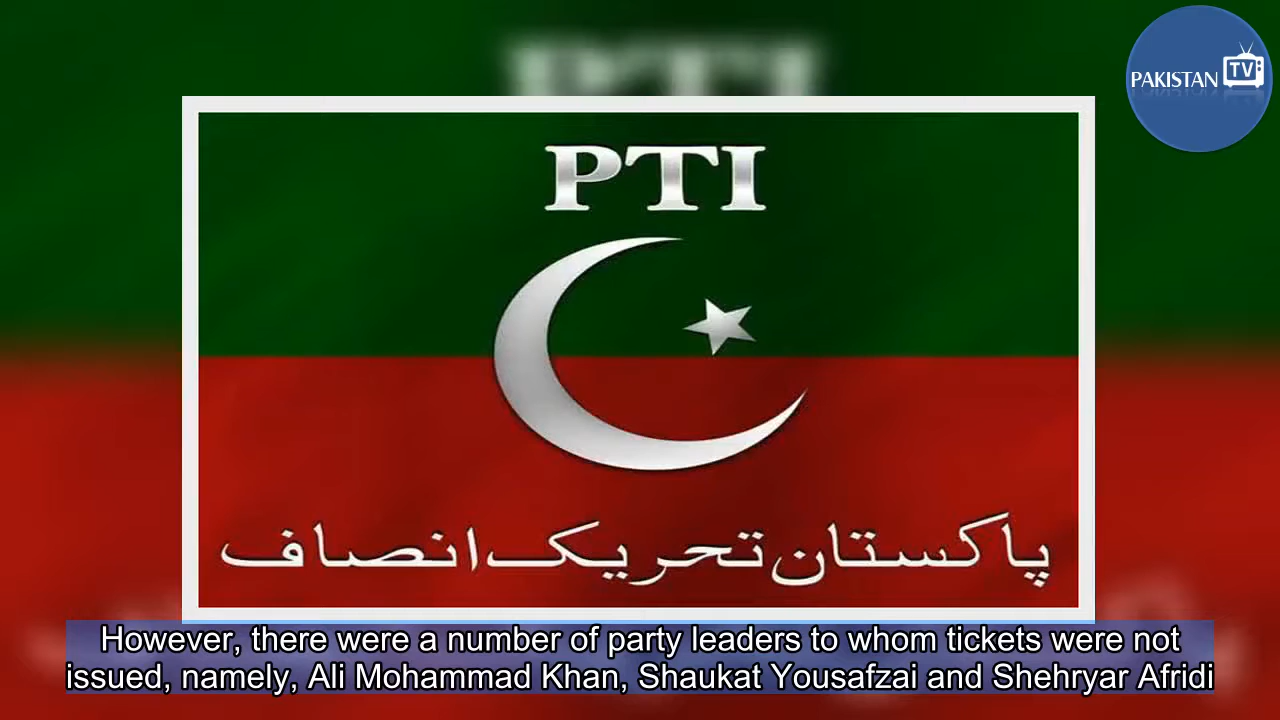 PAKISTAN TV
PTI
PTI
پاکستان تحریک انصاف
However, there were a number of party leaders to whom tickets were not
issued, namely, Ali Mohammad Khan, Shaukat Yousafzai and Shehryar Afridi